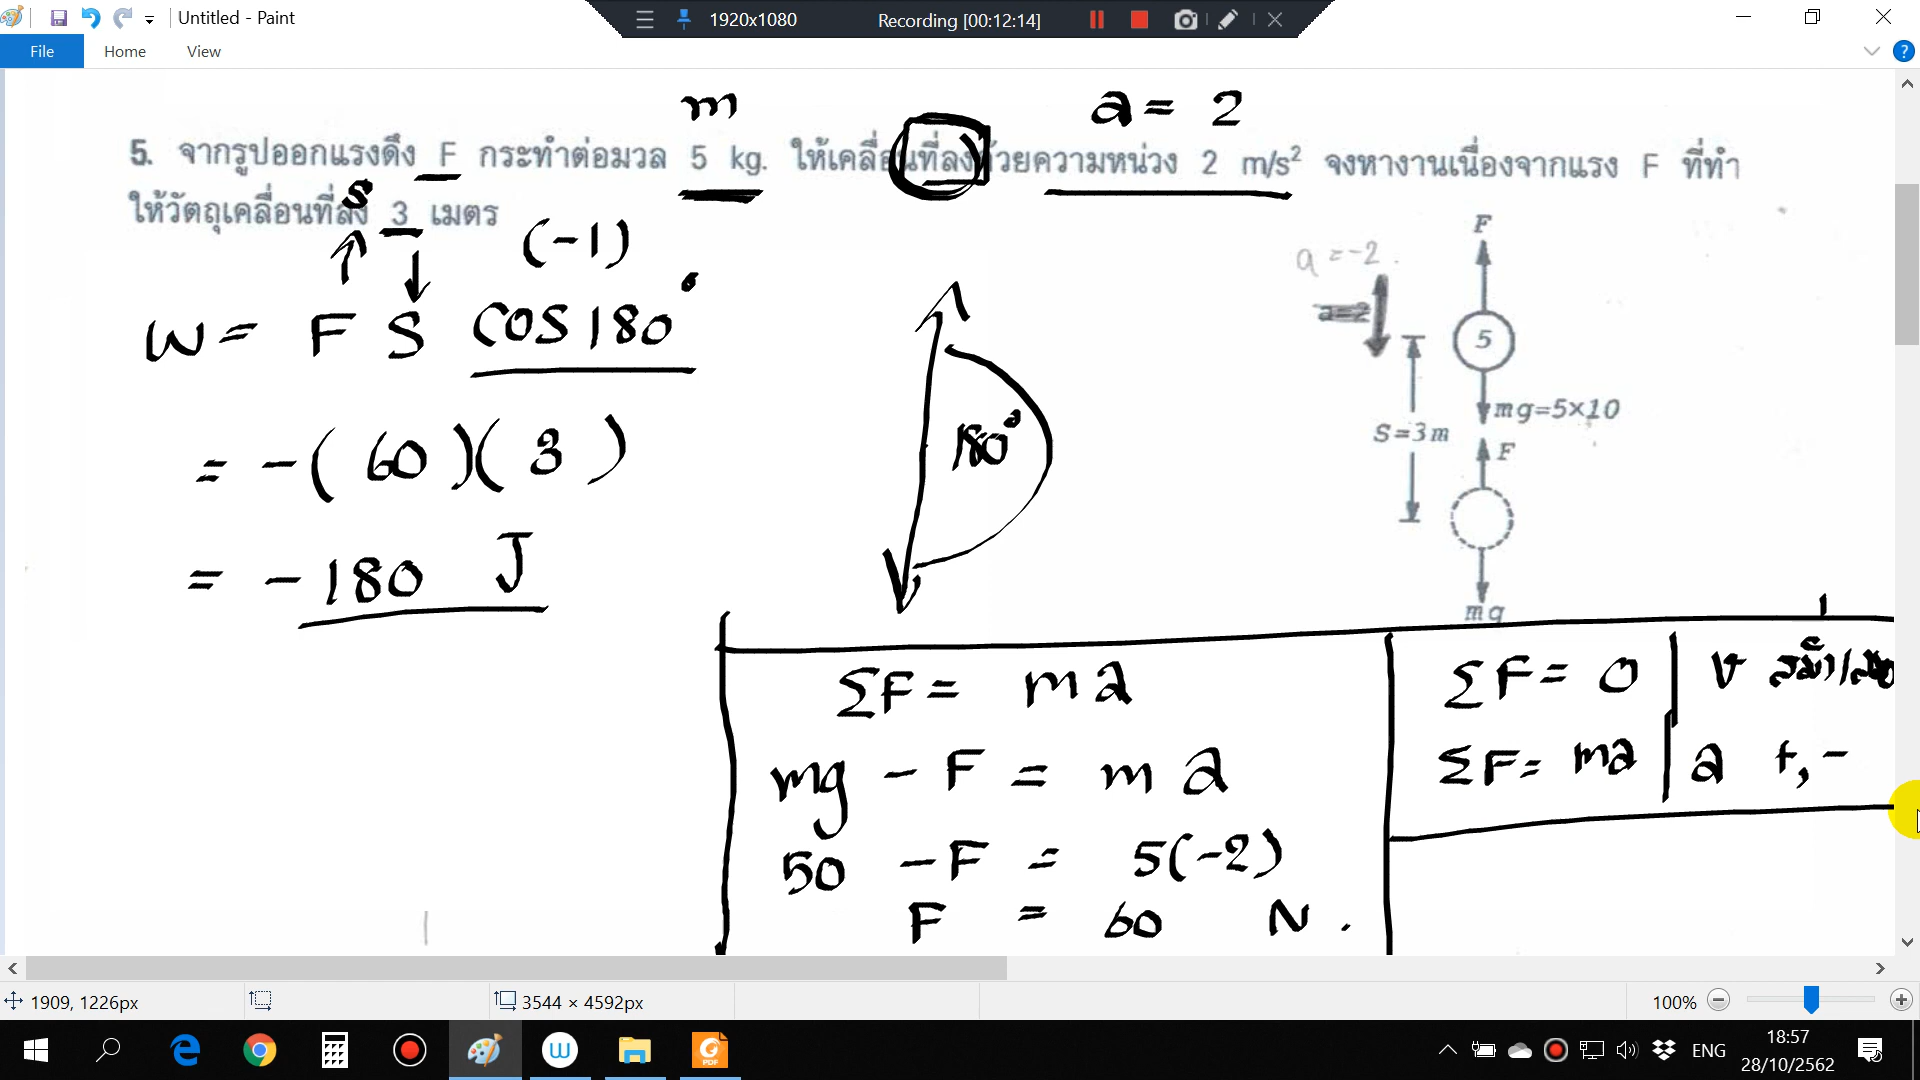 Untitled - Paint
1920x1080
Recording [00:12:14]
File
Home
View
m
a = 2
5. จากรูปออกแรงดึง F กระทำต่อมวล 5 kg. ให้เคลื่อนที่ลงด้วยความหน่วง 2 m/s² จงหางานเนื่องจากแรง F ที่ทำ
ให้วัตถุเคลื่อนที่ลง 3 เมตร
s
(-1)
W = F S cos 180°
= -(60)(3)
= -180 J
180°
F
a = -2.
a=2
5
mg=5×10
S=3m
F
mg
ΣF = ma
mg - F = ma
50 - F = 5(-2)
F = 60 N.
ΣF = 0 | v
ΣF = ma | a +, -
1909, 1226px
3544 × 4592px
100%
PDF
ENG
18:57
28/10/2562